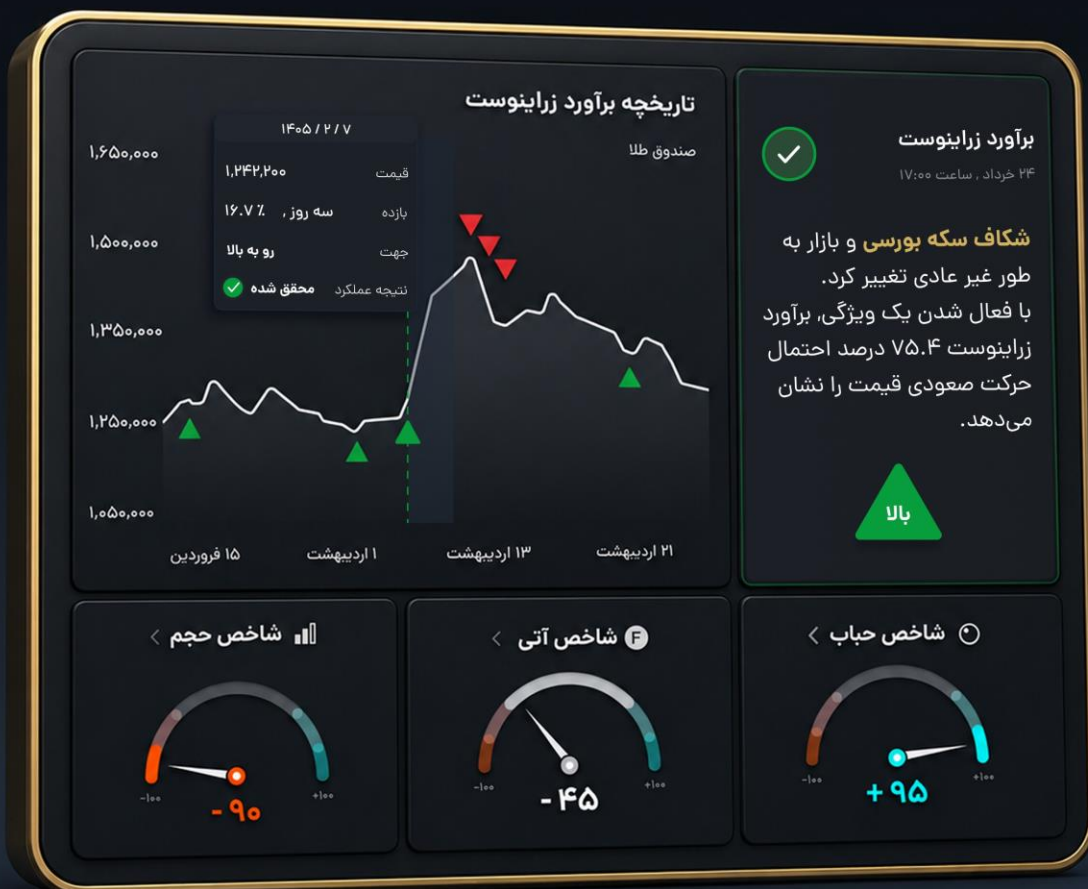 برآورد زراینوست
۲۴ خرداد , ساعت ۱۷:۰۰
شکاف سکه بورسی و بازار به
طور غیر عادی تغییر کرد.
با فعال شدن یک ویژگی, برآورد
زراینوست ۷۵.۴ درصد احتمال
حرکت صعودی قیمت را نشان
می‌دهد.
بالا
تاریخچه برآورد زراینوست
صندوق طلا
۱۴۰۵ / ۲ / ۷
قیمت ۱,۲۴۲,۲۰۰
بازده سه روز , ۱۶.۷ ٪
جهت رو به بالا
نتیجه عملکرد محقق شده
۱,۶۵۰,۰۰۰
۱,۵۰۰,۰۰۰
۱,۳۵۰,۰۰۰
۱,۲۵۰,۰۰۰
۱,۰۵۰,۰۰۰
۱۵ فروردین
۱ اردیبهشت
۱۳ اردیبهشت
۲۱ اردیبهشت
شاخص حباب
-۱۰۰
+۱۰۰
+ ۹۵
F شاخص آتی
-۱۰۰
+۱۰۰
- ۴۵
شاخص حجم
-۱۰۰
+۱۰۰
- ۹۰